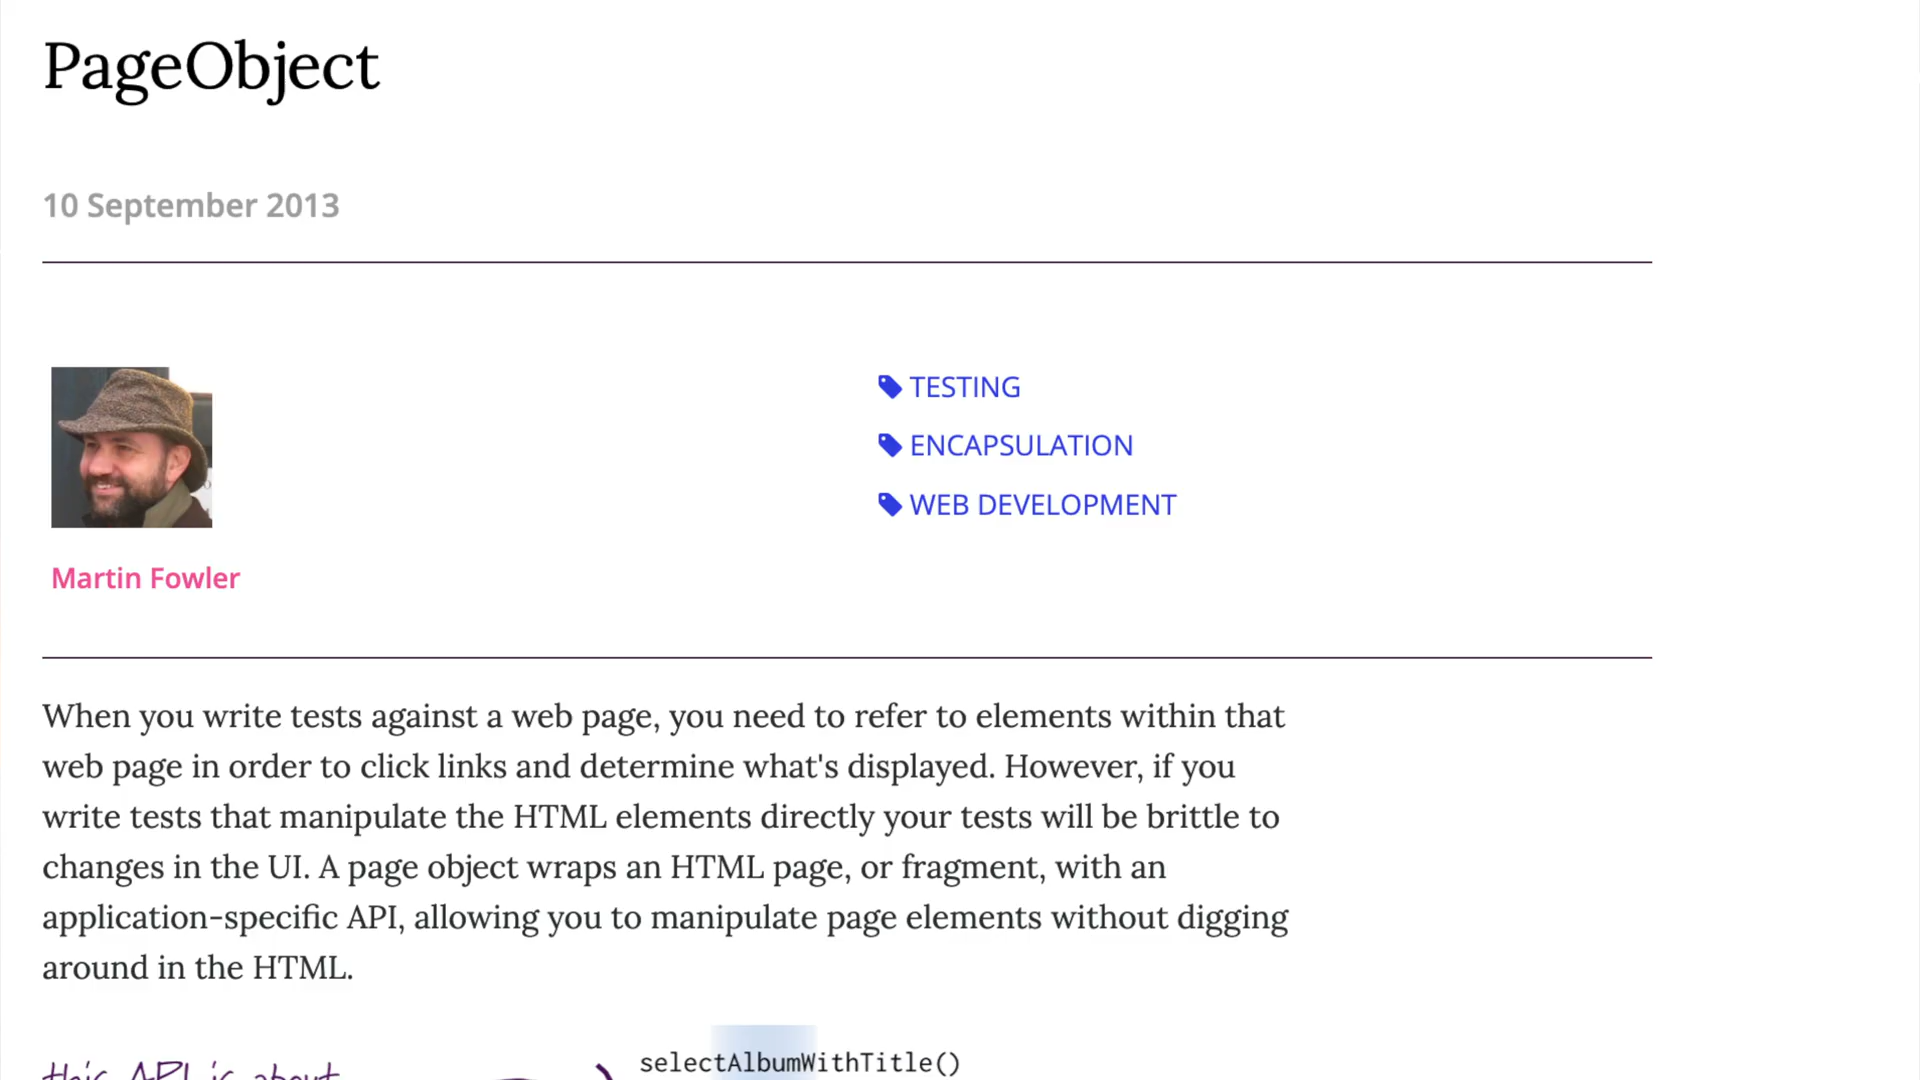 PageObject
10 September 2013
TESTING
ENCAPSULATION
WEB DEVELOPMENT
Martin Fowler
When you write tests against a web page, you need to refer to elements within that
web page in order to click links and determine what's displayed. However, if you
write tests that manipulate the HTML elements directly your tests will be brittle to
changes in the UI. A page object wraps an HTML page, or fragment, with an
application-specific API, allowing you to manipulate page elements without digging
around in the HTML.
this API is about
selectAlbumWithTitle()